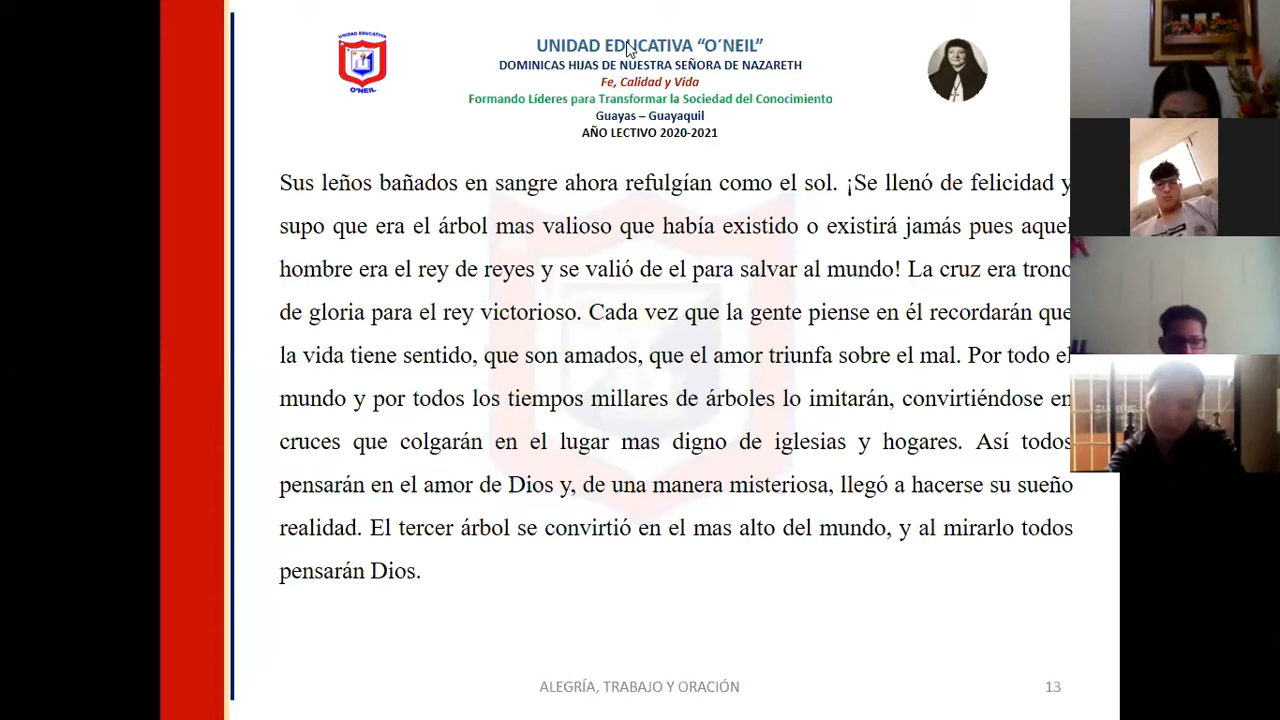 UNIDAD EDUCATIVA
O'NEIL
UNIDAD EDUCATIVA “O´NEIL”
DOMINICAS HIJAS DE NUESTRA SEÑORA DE NAZARETH
Fe, Calidad y Vida
Formando Líderes para Transformar la Sociedad del Conocimiento
Guayas – Guayaquil
AÑO LECTIVO 2020-2021
Sus leños bañados en sangre ahora refulgían como el sol. ¡Se llenó de felicidad y
supo que era el árbol mas valioso que había existido o existirá jamás pues aquel
hombre era el rey de reyes y se valió de el para salvar al mundo! La cruz era trono
de gloria para el rey victorioso. Cada vez que la gente piense en él recordarán que
la vida tiene sentido, que son amados, que el amor triunfa sobre el mal. Por todo el
mundo y por todos los tiempos millares de árboles lo imitarán, convirtiéndose en
cruces que colgarán en el lugar mas digno de iglesias y hogares. Así todos
pensarán en el amor de Dios y, de una manera misteriosa, llegó a hacerse su sueño
realidad. El tercer árbol se convirtió en el mas alto del mundo, y al mirarlo todos
pensarán Dios.
ALEGRÍA, TRABAJO Y ORACIÓN
13